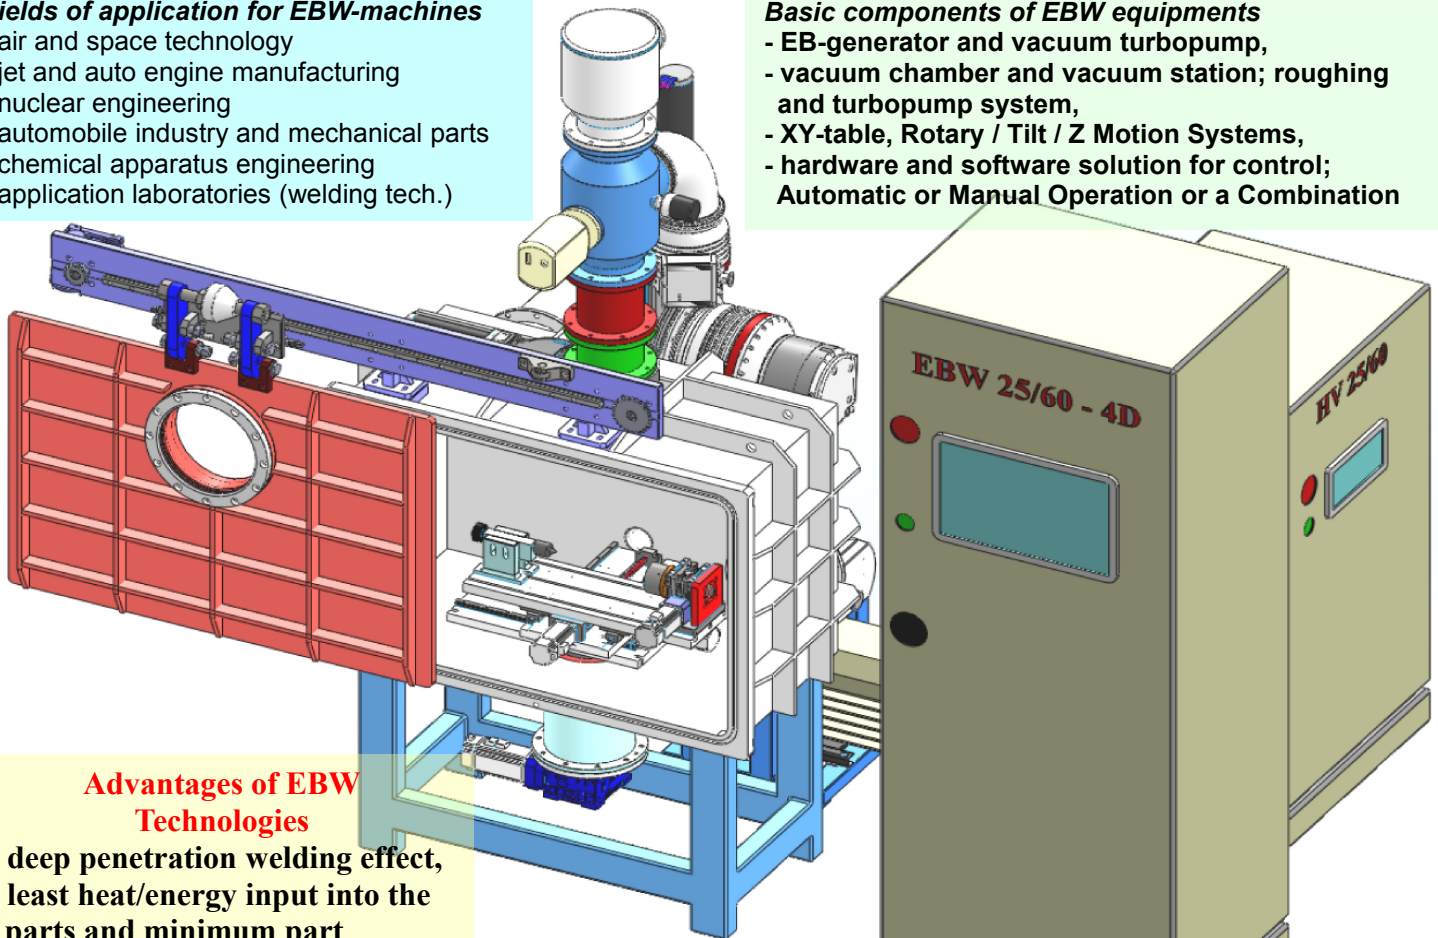 ields of application for EBW-machines
air and space technology
jet and auto engine manufacturing
nuclear engineering
automobile industry and mechanical parts
chemical apparatus engineering
application laboratories (welding tech.)
Basic components of EBW equipments
- EB-generator and vacuum turbopump,
- vacuum chamber and vacuum station; roughing
and turbopump system,
- XY-table, Rotary / Tilt / Z Motion Systems,
- hardware and software solution for control;
Automatic or Manual Operation or a Combination
EBW 25/60 - 4D
HV 25/60
Advantages of EBW
Technologies
deep penetration welding effect,
least heat/energy input into the
parts and minimum part